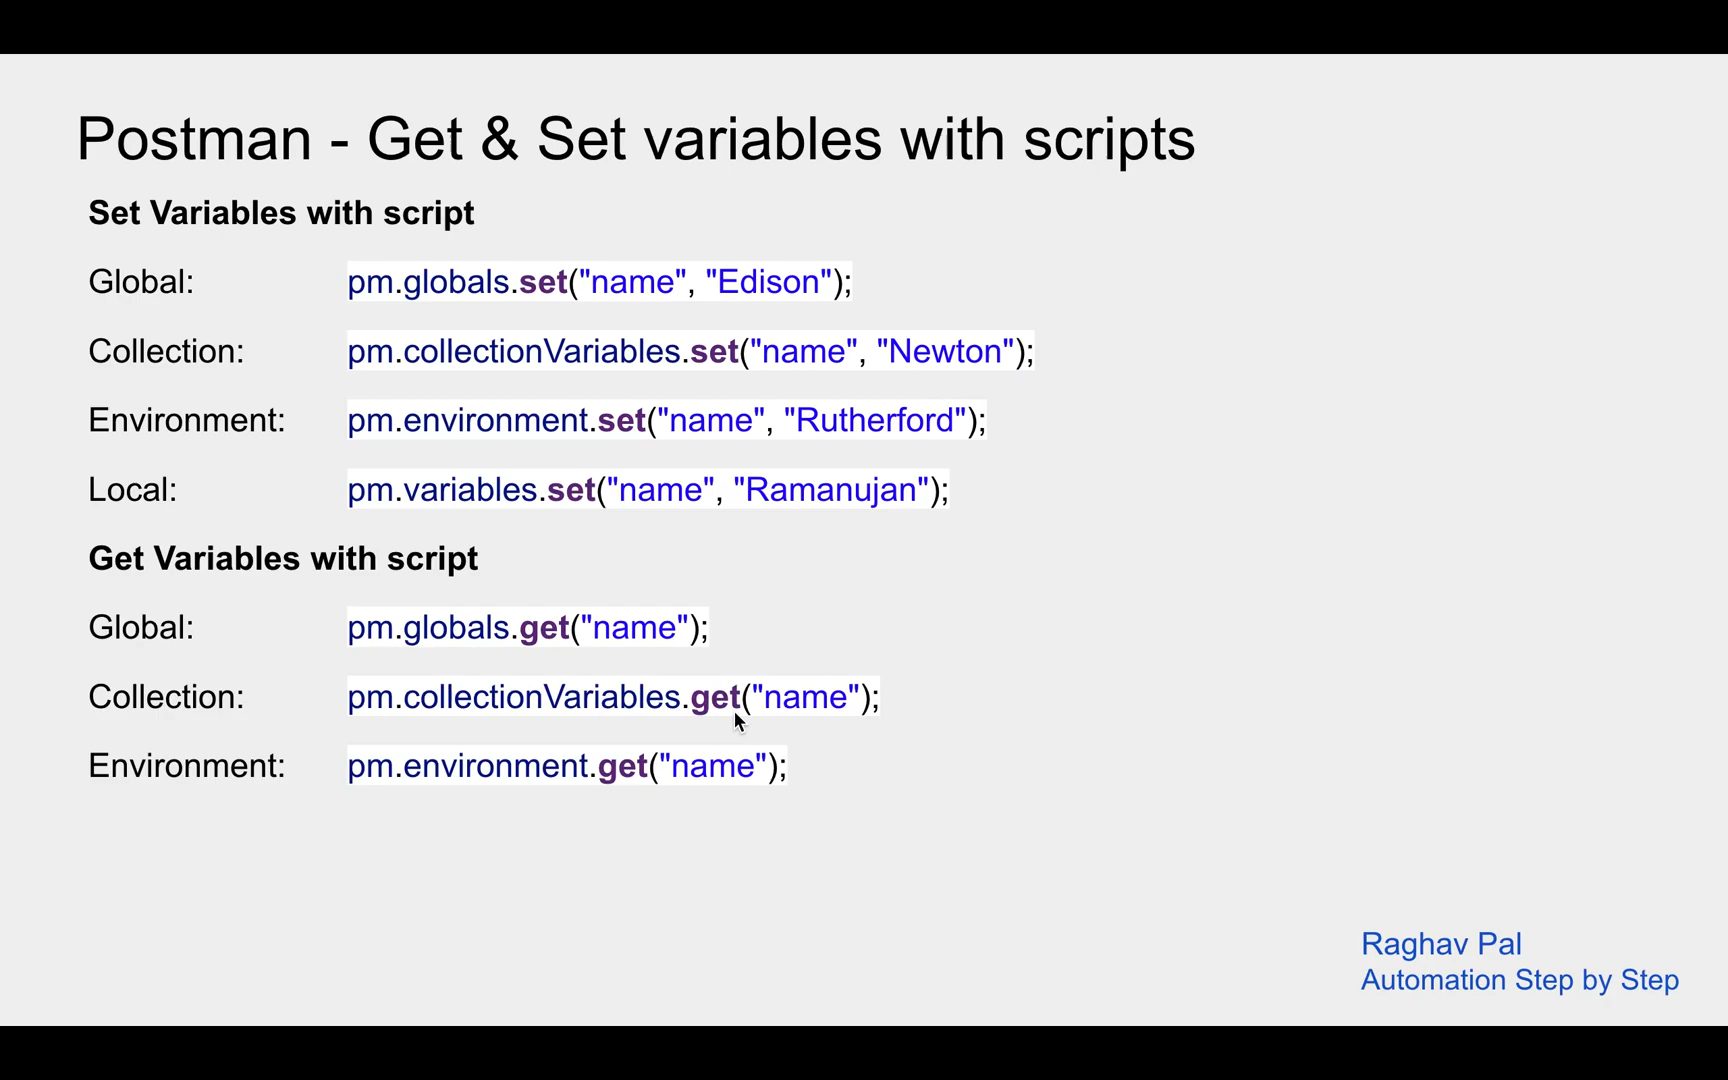 Postman - Get & Set variables with scripts
Set Variables with script
Global: pm.globals.set("name", "Edison");
Collection: pm.collectionVariables.set("name", "Newton");
Environment: pm.environment.set("name", "Rutherford");
Local: pm.variables.set("name", "Ramanujan");
Get Variables with script
Global: pm.globals.get("name");
Collection: pm.collectionVariables.get("name");
Environment: pm.environment.get("name");
Raghav Pal
Automation Step by Step